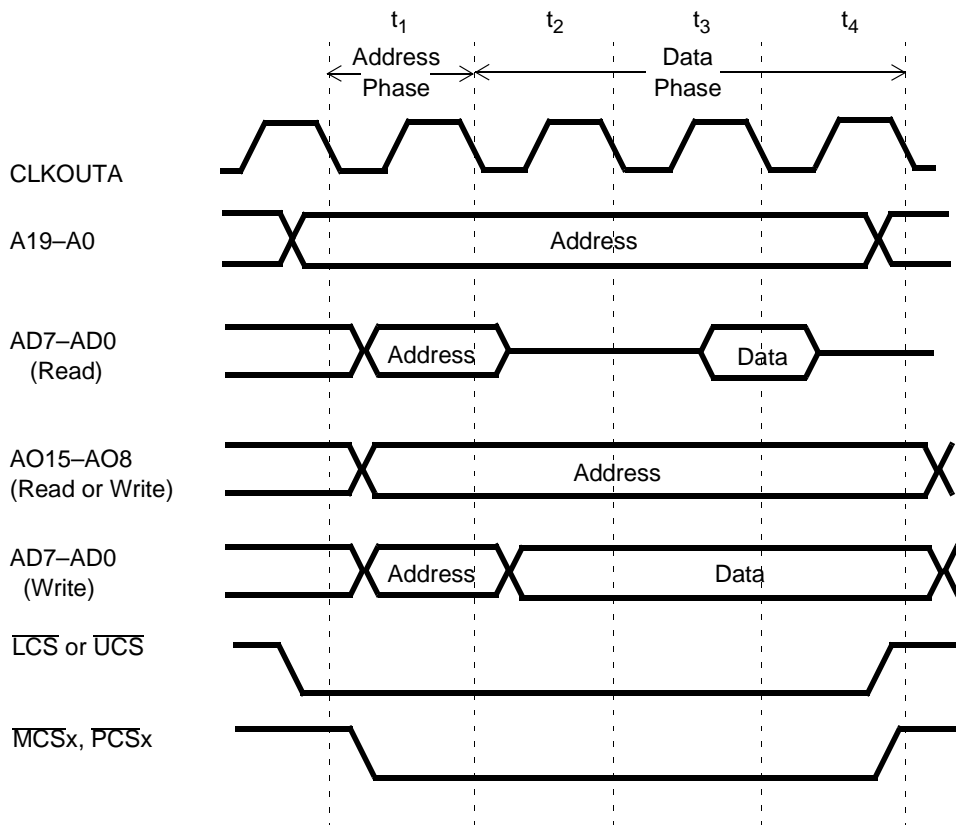 t1 t2 t3 t4
Address Phase
Data Phase
CLKOUTA
A19–A0
Address
AD7–AD0
(Read)
Address
Data
AO15–AO8
(Read or Write)
Address
AD7–AD0
(Write)
Address
Data
LCS or UCS
MCSx, PCSx